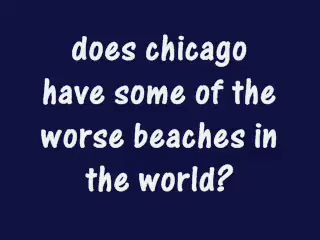 does chicago
have some of the
worse beaches in
the world?